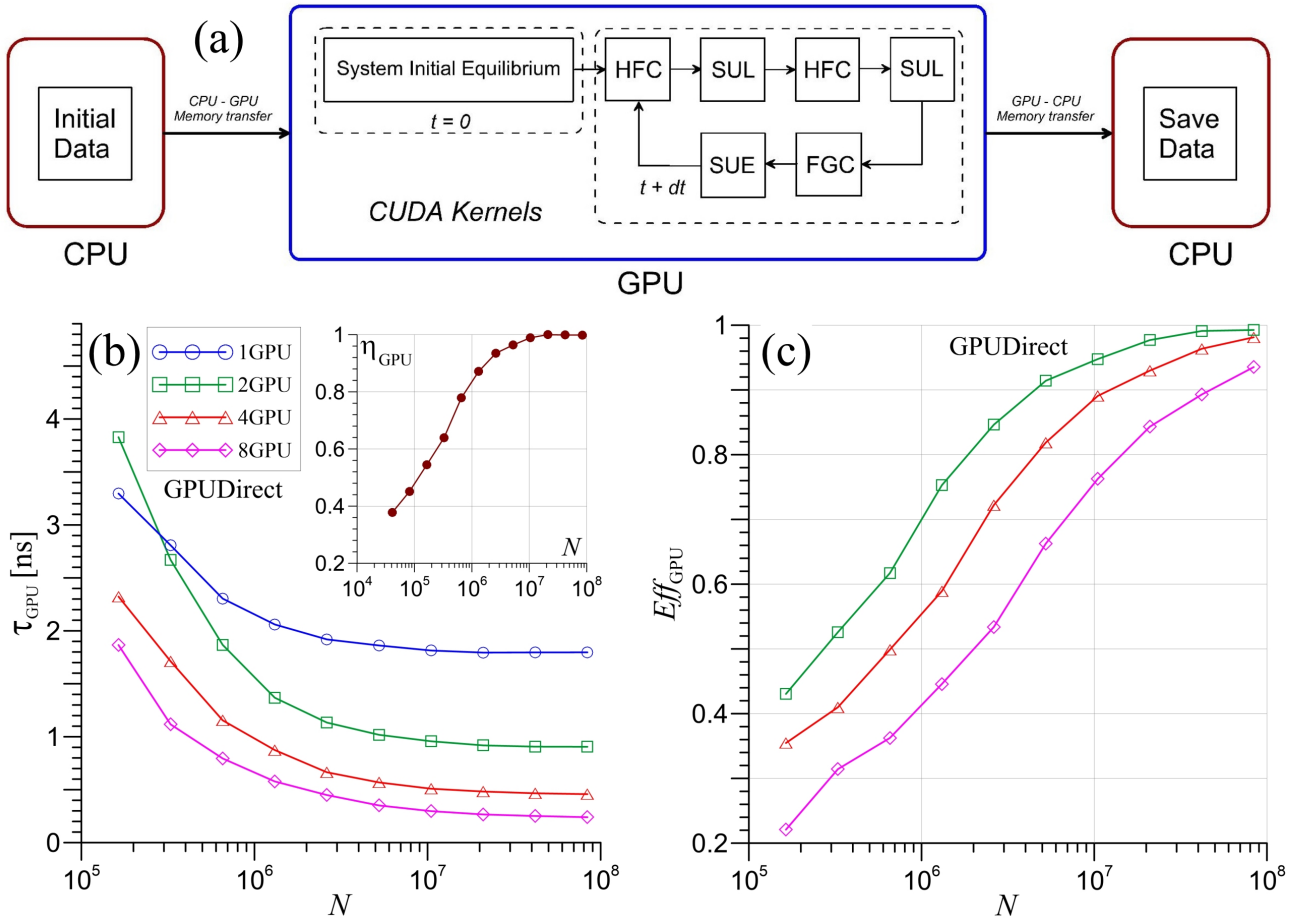 (a)
Initial
Data
CPU
CPU - GPU
Memory transfer
System Initial Equilibrium
t = 0
HFC
SUL
HFC
SUL
SUE
FGC
t + dt
CUDA Kernels
GPU
GPU - CPU
Memory transfer
Save
Data
CPU
(b)
1GPU
2GPU
4GPU
8GPU
GPUDirect
τGPU [ns]
4
3
2
1
0
10^5
10^6
10^7
10^8
N
ηGPU
1
0.8
0.6
0.4
0.2
10^4
10^5
10^6
10^7
10^8
N
(c)
GPUDirect
EffGPU
1
0.8
0.6
0.4
0.2
10^5
10^6
10^7
10^8
N